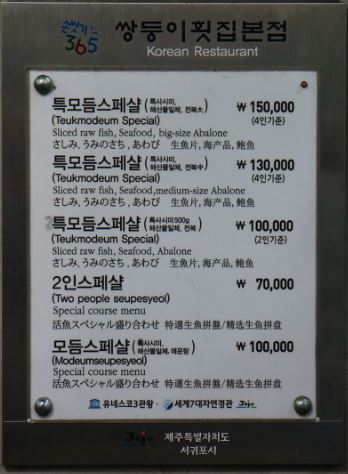 손씻기
365
쌍둥이횟집본점
Korean Restaurant
특모듬스페샬 (특사시미, 해산물일체, 전복大) ₩ 150,000
(Teukmodeum Special) (4인기준)
Sliced raw fish, Seafood, big-size Abalone
さしみ, うみのさち, あわび 生魚片, 海产品, 鲍鱼
특모듬스페샬 (특사시미, 해산물일체, 전복中) ₩ 130,000
(Teukmodeum Special) (4인기준)
Sliced raw fish, Seafood,medium-size Abalone
さしみ, うみのさち, あわび 生魚片, 海产品, 鲍鱼
특모듬스페샬 (특사시미500g 해산물일체, 전복) ₩ 100,000
(Teukmodeum Special) (2인기준)
Sliced raw fish, Seafood, Abalone
さしみ, うみのさち, あわび 生魚片, 海产品, 鲍鱼
2인스페샬 ₩ 70,000
(Two people seupesyeol)
Special course menu
活魚スペシャル盛り合わせ 特選生魚拼盤/精选生鱼拼盘
모듬스페샬 (특사시미, 해산물일체, 매운탕) ₩ 100,000
(Modeumseupesyeol)
Special course menu
活魚スペシャル盛り合わせ 特選生魚拼盤/精选生鱼拼盘
유네스코3관왕 · 세계7대자연경관 Jeju
Jeju 제주특별자치도
서귀포시